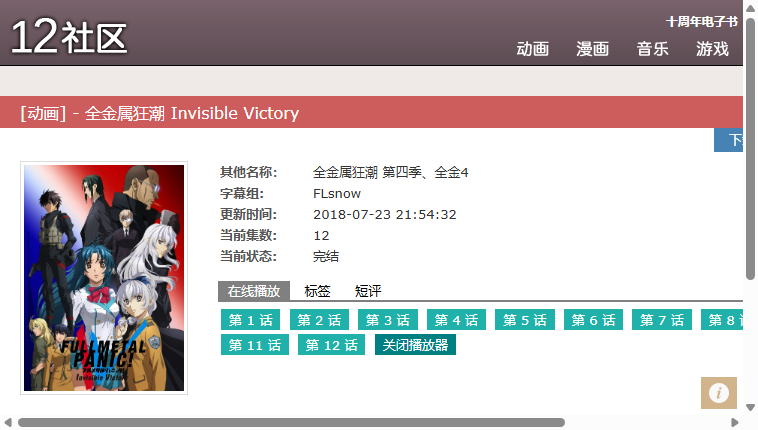 12社区
十周年电子书
动画 漫画 音乐 游戏
[动画] - 全金属狂潮 Invisible Victory
下
其他名称: 全金属狂潮 第四季、全金4
字幕组: FLsnow
更新时间: 2018-07-23 21:54:32
当前集数: 12
当前状态: 完结
在线播放 标签 短评
第 1 话 第 2 话 第 3 话 第 4 话 第 5 话 第 6 话 第 7 话 第 8
第 11 话 第 12 话 关闭播放器
FULLMETAL
PANIC!
Invisible Victory
i